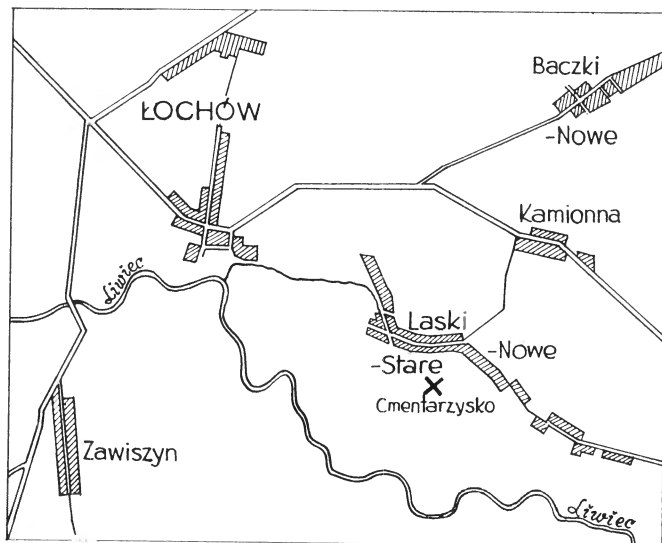 Baczki
-Nowe
ŁOCHÓW
Kamionna
Liwiec
Laski
-Stare
-Nowe
Cmentarzysko
Zawiszyn
Liwiec